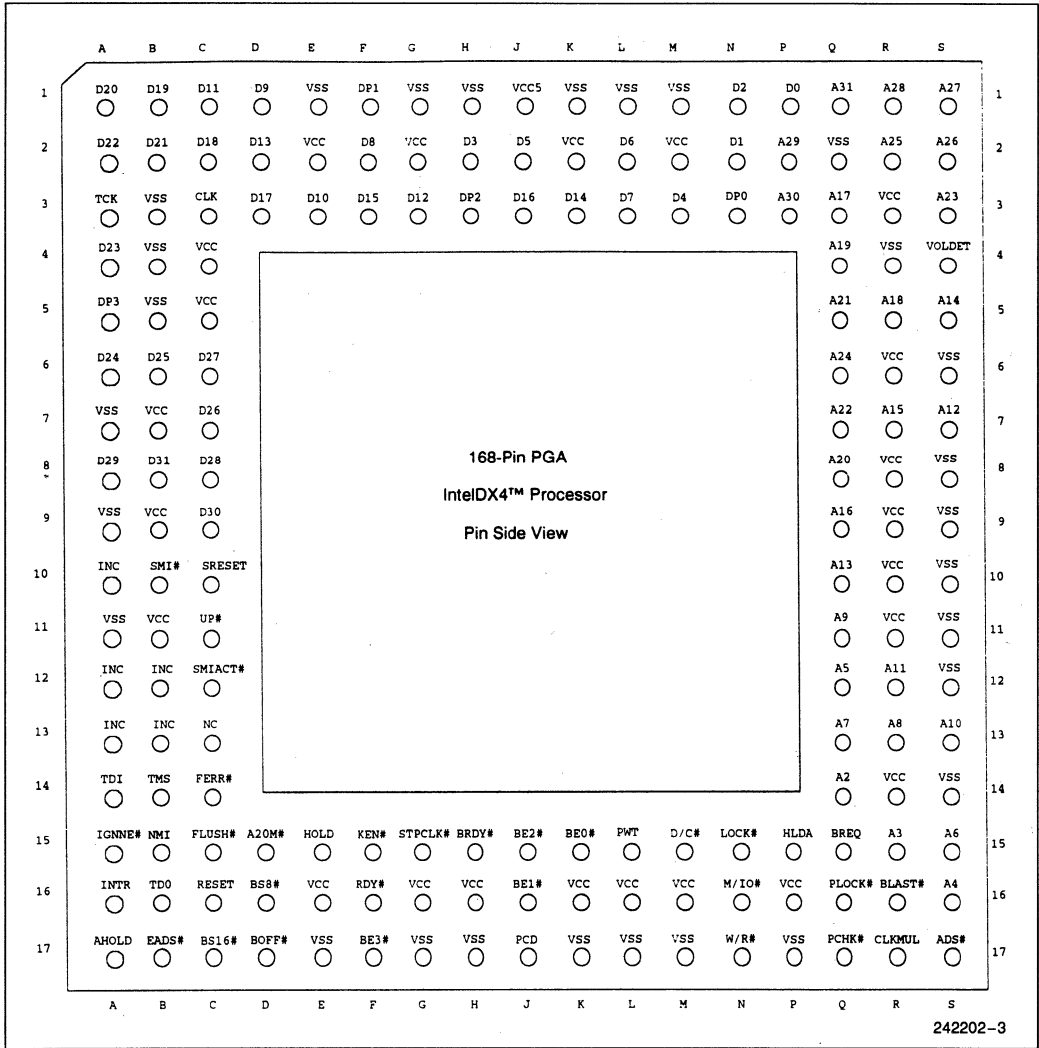 A B C D E F G H J K L M N P Q R S
1 D20 D19 D11 D9 VSS DP1 VSS VSS VCC5 VSS VSS VSS D2 D0 A31 A28 A27 1
2 D22 D21 D18 D13 VCC D8 VCC D3 D5 VCC D6 VCC D1 A29 VSS A25 A26 2
3 TCK VSS CLK D17 D10 D15 D12 DP2 D16 D14 D7 D4 DP0 A30 A17 VCC A23 3
4 D23 VSS VCC A19 VSS VOLDET 4
5 DP3 VSS VCC A21 A18 A14 5
6 D24 D25 D27 A24 VCC VSS 6
7 VSS VCC D26 A22 A15 A12 7
8 D29 D31 D28 A20 VCC VSS 8
168-Pin PGA
IntelDX4™ Processor
Pin Side View
9 VSS VCC D30 A16 VCC VSS 9
10 INC SMI# SRESET A13 VCC VSS 10
11 VSS VCC UP# A9 VCC VSS 11
12 INC INC SMIACT# A5 A11 VSS 12
13 INC INC NC A7 A8 A10 13
14 TDI TMS FERR# A2 VCC VSS 14
15 IGNNE# NMI FLUSH# A20M# HOLD KEN# STPCLK# BRDY# BE2# BE0# PWT D/C# LOCK# HLDA BREQ A3 A6 15
16 INTR TD0 RESET BS8# VCC RDY# VCC VCC BE1# VCC VCC VCC M/IO# VCC PLOCK# BLAST# A4 16
17 AHOLD EADS# BS16# BOFF# VSS BE3# VSS VSS PCD VSS VSS VSS W/R# VSS PCHK# CLKMUL ADS# 17
A B C D E F G H J K L M N P Q R S
242202-3